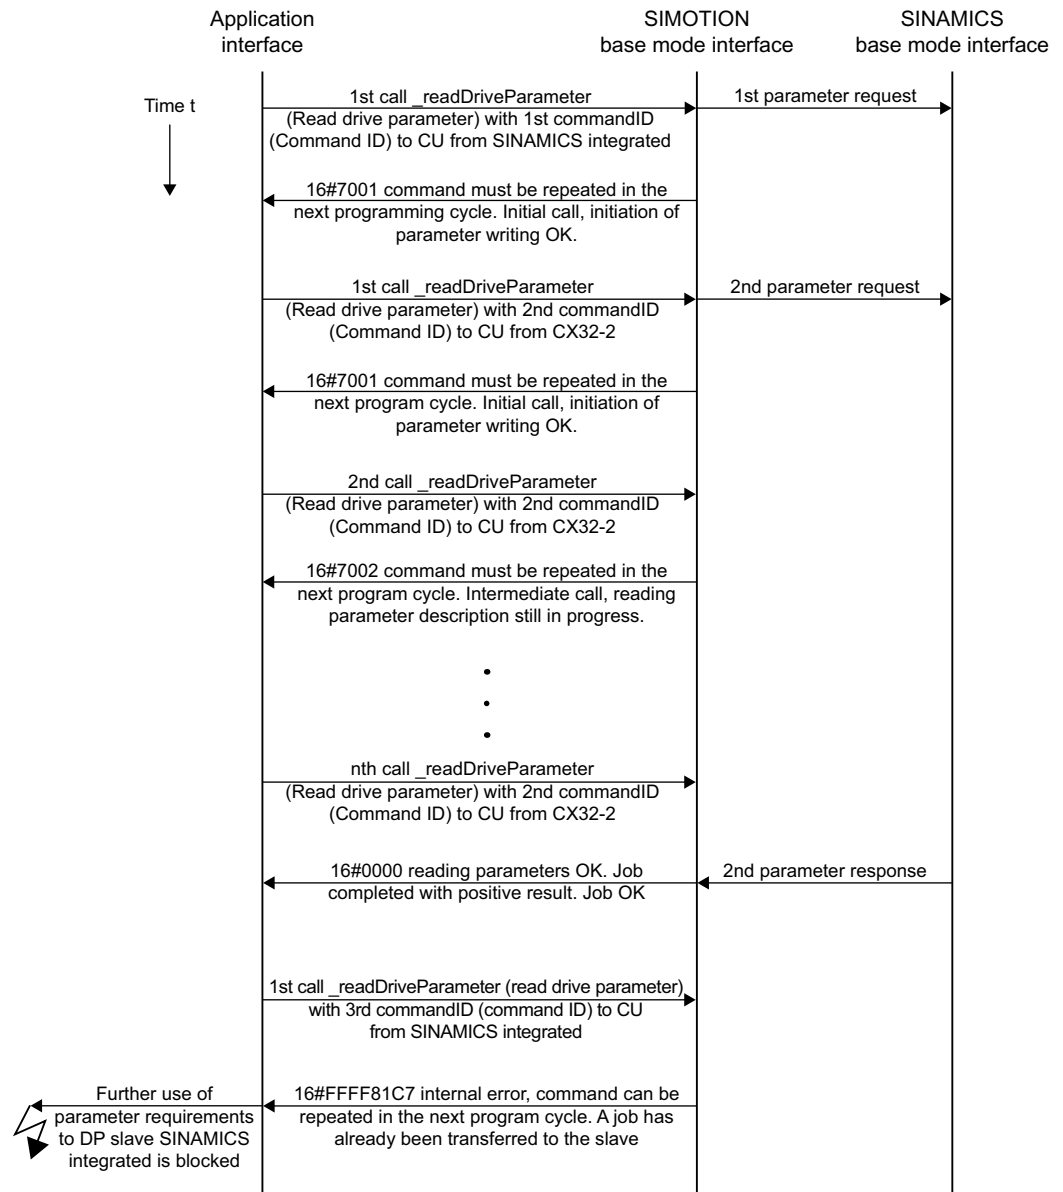 Application
interface
SIMOTION
base mode interface
SINAMICS
base mode interface
Time t
1st call _readDriveParameter
(Read drive parameter) with 1st commandID
(Command ID) to CU from SINAMICS integrated
1st parameter request
16#7001 command must be repeated in the
next programming cycle. Initial call, initiation of
parameter writing OK.
1st call _readDriveParameter
(Read drive parameter) with 2nd commandID
(Command ID) to CU from CX32-2
2nd parameter request
16#7001 command must be repeated in the
next program cycle. Initial call, initiation of
parameter writing OK.
2nd call _readDriveParameter
(Read drive parameter) with 2nd commandID
(Command ID) to CU from CX32-2
16#7002 command must be repeated in the
next program cycle. Intermediate call, reading
parameter description still in progress.
nth call _readDriveParameter
(Read drive parameter) with 2nd commandID
(Command ID) to CU from CX32-2
16#0000 reading parameters OK. Job
completed with positive result. Job OK
2nd parameter response
1st call _readDriveParameter (read drive parameter)
with 3rd commandID (command ID) to CU
from SINAMICS integrated
Further use of
parameter requirements
to DP slave SINAMICS
integrated is blocked
16#FFFF81C7 internal error, command can be
repeated in the next program cycle. A job has
already been transferred to the slave